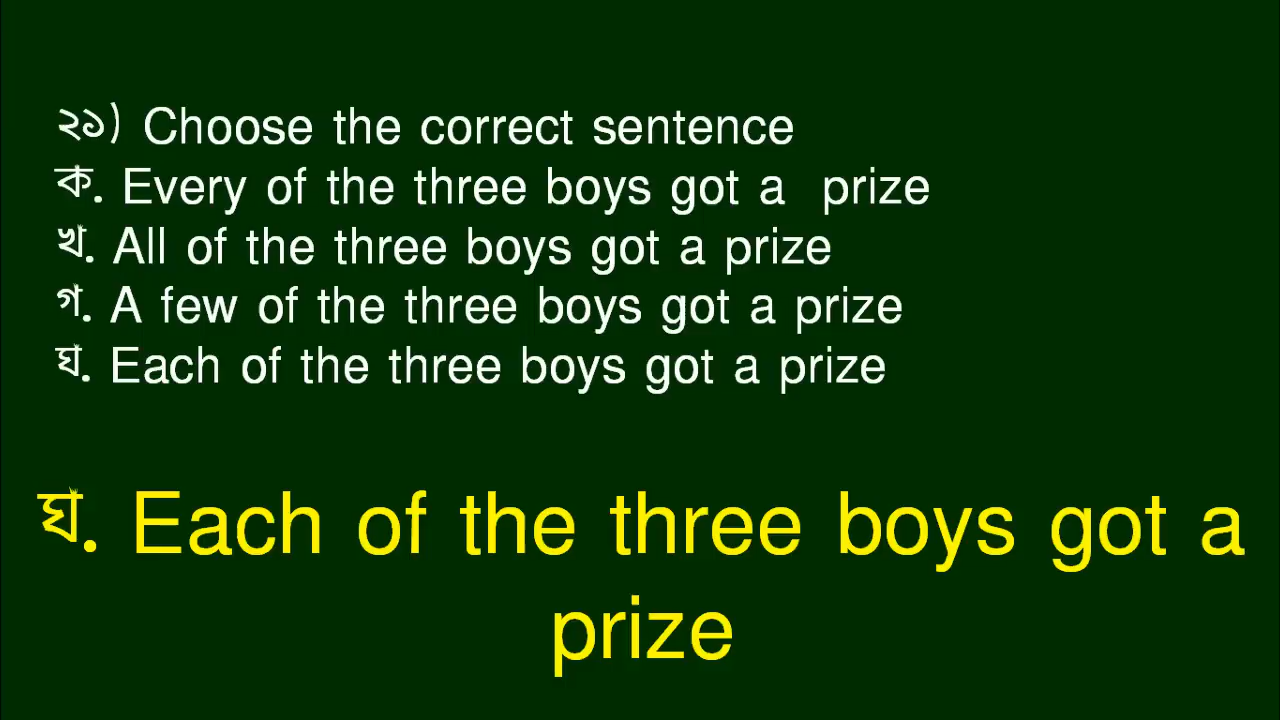 ২১) Choose the correct sentence
ক. Every of the three boys got a  prize
খ. All of the three boys got a prize
গ. A few of the three boys got a prize
ঘ. Each of the three boys got a prize
ঘ. Each of the three boys got a
prize